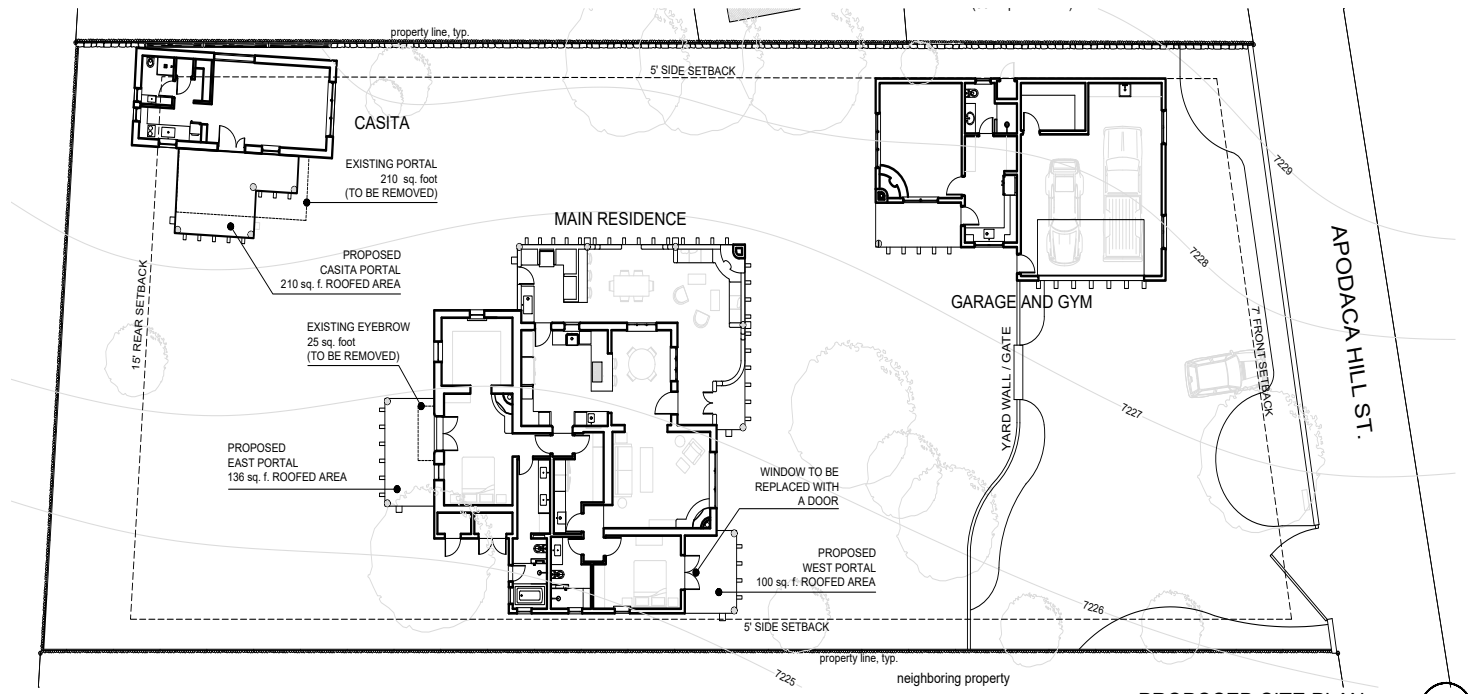 property line, typ.
5' SIDE SETBACK
CASITA
EXISTING PORTAL
210 sq. foot
(TO BE REMOVED)
MAIN RESIDENCE
PROPOSED
CASITA PORTAL
210 sq. f. ROOFED AREA
15' REAR SETBACK
EXISTING EYEBROW
25 sq. foot
(TO BE REMOVED)
PROPOSED
EAST PORTAL
136 sq. f. ROOFED AREA
WINDOW TO BE
REPLACED WITH
A DOOR
PROPOSED
WEST PORTAL
100 sq. f. ROOFED AREA
GARAGE AND GYM
YARD WALL / GATE
7' FRONT SETBACK
APODACA HILL ST.
7229
7228
7227
7226
7225
5' SIDE SETBACK
property line, typ.
neighboring property